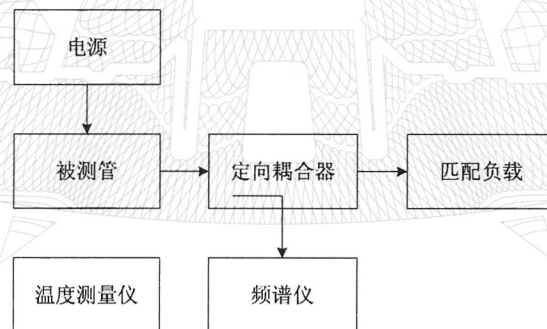 电源
被测管
定向耦合器
匹配负载
温度测量仪
频谱仪